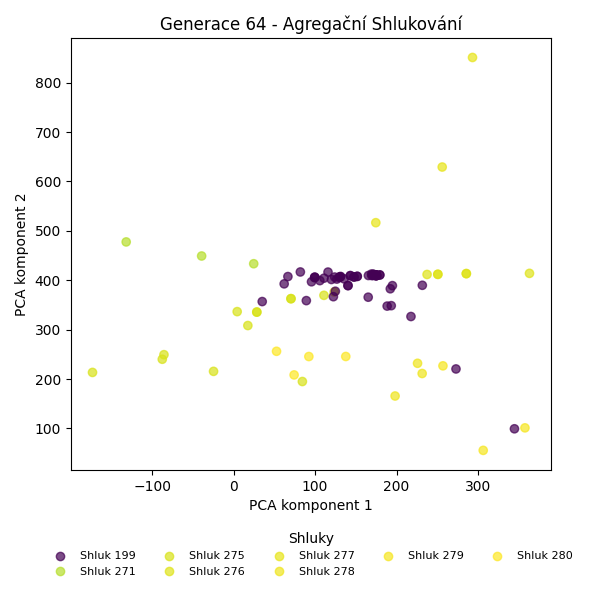 Generace 64 - Agregační Shlukování
PCA komponent 2
800
700
600
500
400
300
200
100
−100 0 100 200 300
PCA komponent 1
Shluky
Shluk 199 Shluk 275 Shluk 277 Shluk 279 Shluk 280
Shluk 271 Shluk 276 Shluk 278